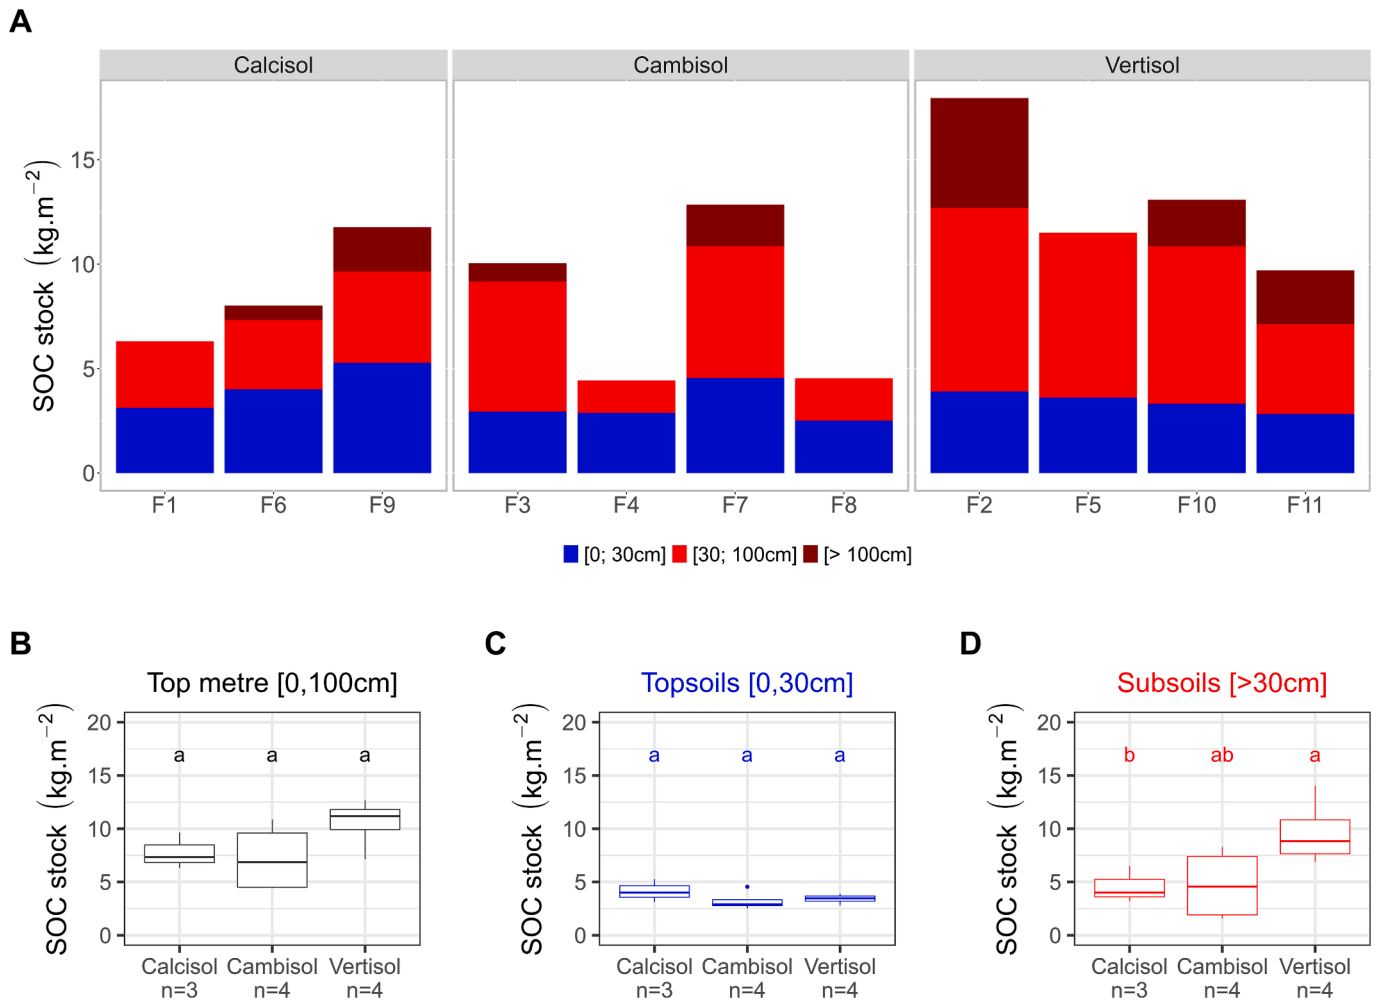 A
Calcisol Cambisol Vertisol
SOC stock (kg.m−2)
15
10
5
0
F1 F6 F9 F3 F4 F7 F8 F2 F5 F10 F11
[0; 30cm] [30; 100cm] [> 100cm]
B
Top metre [0,100cm]
SOC stock (kg.m−2)
20
15
10
5
0
a a a
Calcisol Cambisol Vertisol
n=3 n=4 n=4
C
Topsoils [0,30cm]
SOC stock (kg.m−2)
20
15
10
5
0
a a a
Calcisol Cambisol Vertisol
n=3 n=4 n=4
D
Subsoils [>30cm]
SOC stock (kg.m−2)
20
15
10
5
0
b ab a
Calcisol Cambisol Vertisol
n=3 n=4 n=4